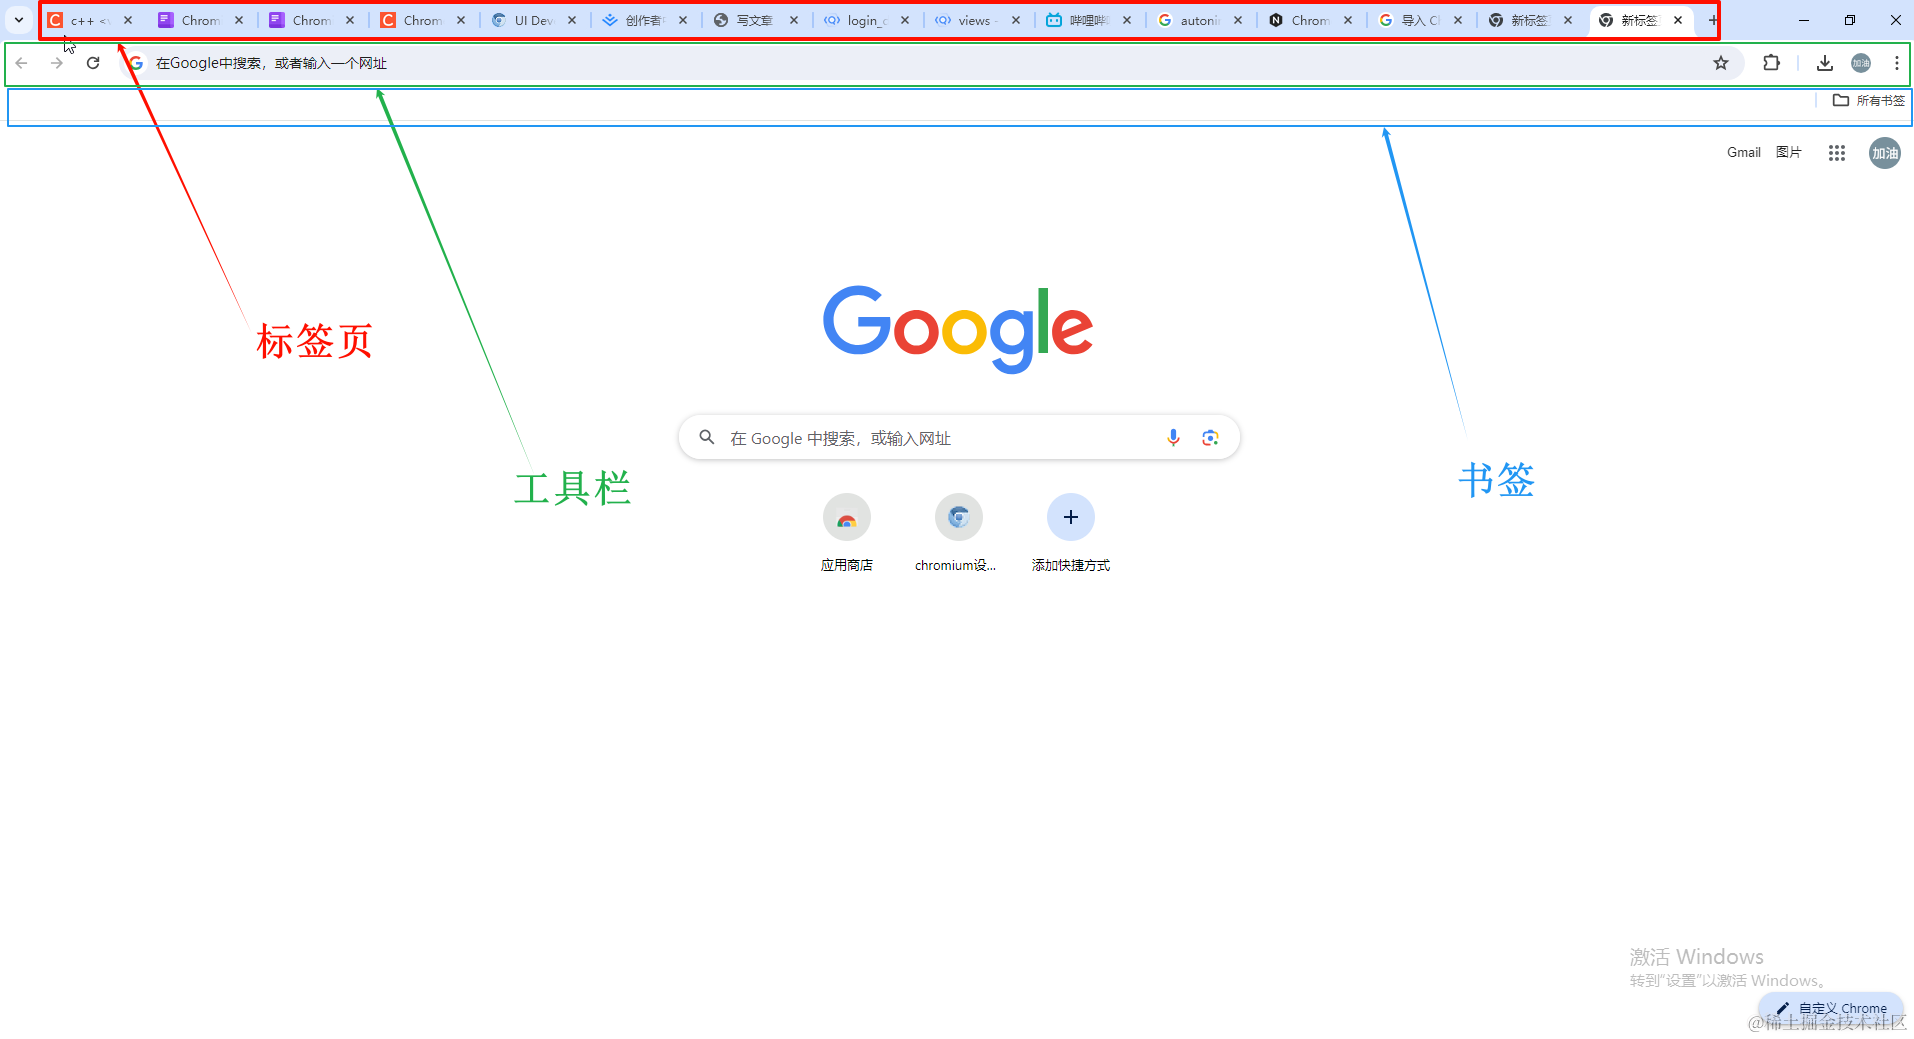 c++ <
Chrom
Chrom
Chrom
UI Dev
创作者
写文章
login_
views -
哔哩哔
autoni
Chrom
导入 C
新标签
新标签
在Google中搜索，或者输入一个网址
加油
所有书签
Gmail
图片
加油
Google
标签页
在 Google 中搜索，或输入网址
工具栏
书签
应用商店
chromium设...
添加快捷方式
激活 Windows
转到"设置"以激活 Windows。
自定义 Chrome
@稀土掘金技术社区